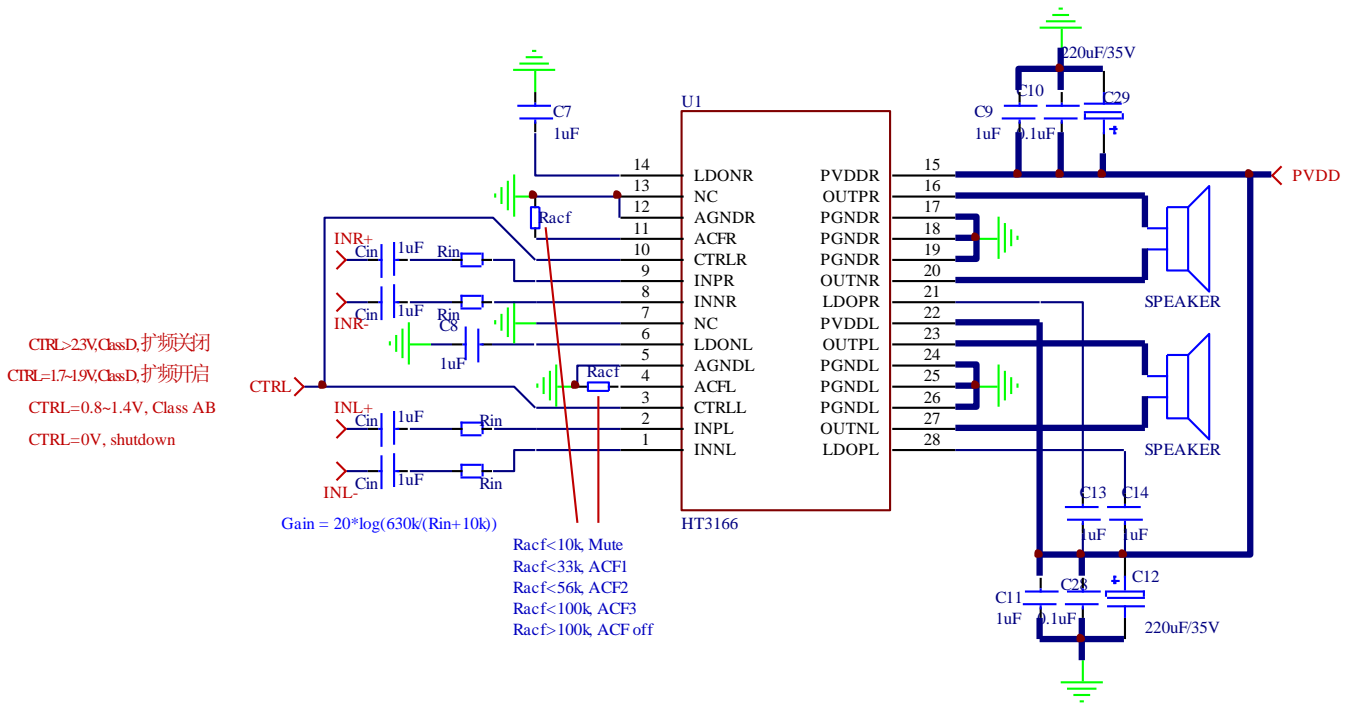 220uF/35V
C10
C29
C9
1uF
0.1uF
C7
1uF
U1
14
LDONR
PVDDR
15
PVDD
13
NC
OUTPR
16
12
AGNDR
PGNDR
17
Racf
11
ACFR
PGNDR
18
INR+
Cin
1uF
Rin
10
CTRLR
PGNDR
19
9
INPR
OUTNR
20
8
INNR
LDOPR
21
SPEAKER
INR-
Cin
1uF
Rin
7
NC
PVDDL
22
C8
1uF
6
LDONL
OUTPL
23
5
AGNDL
PGNDL
24
Racf
4
ACFL
PGNDL
25
CTRL
3
CTRLL
PGNDL
26
INL+
Cin
1uF
Rin
2
INPL
OUTNL
27
1
INNL
LDOPL
28
SPEAKER
INL-
Cin
1uF
Rin
CTRL>2.3V,ClassD,扩频关闭
CTRL=1.7~1.9V,ClassD,扩频开启
CTRL=0.8~1.4V, Class AB
CTRL=0V, shutdown
Gain = 20*log(630k/(Rin+10k))
HT3166
C13
C14
1uF
1uF
Racf<10k, Mute
Racf<33k, ACF1
Racf<56k, ACF2
Racf<100k, ACF3
Racf>100k, ACF off
C11
C28
C12
1uF
0.1uF
220uF/35V